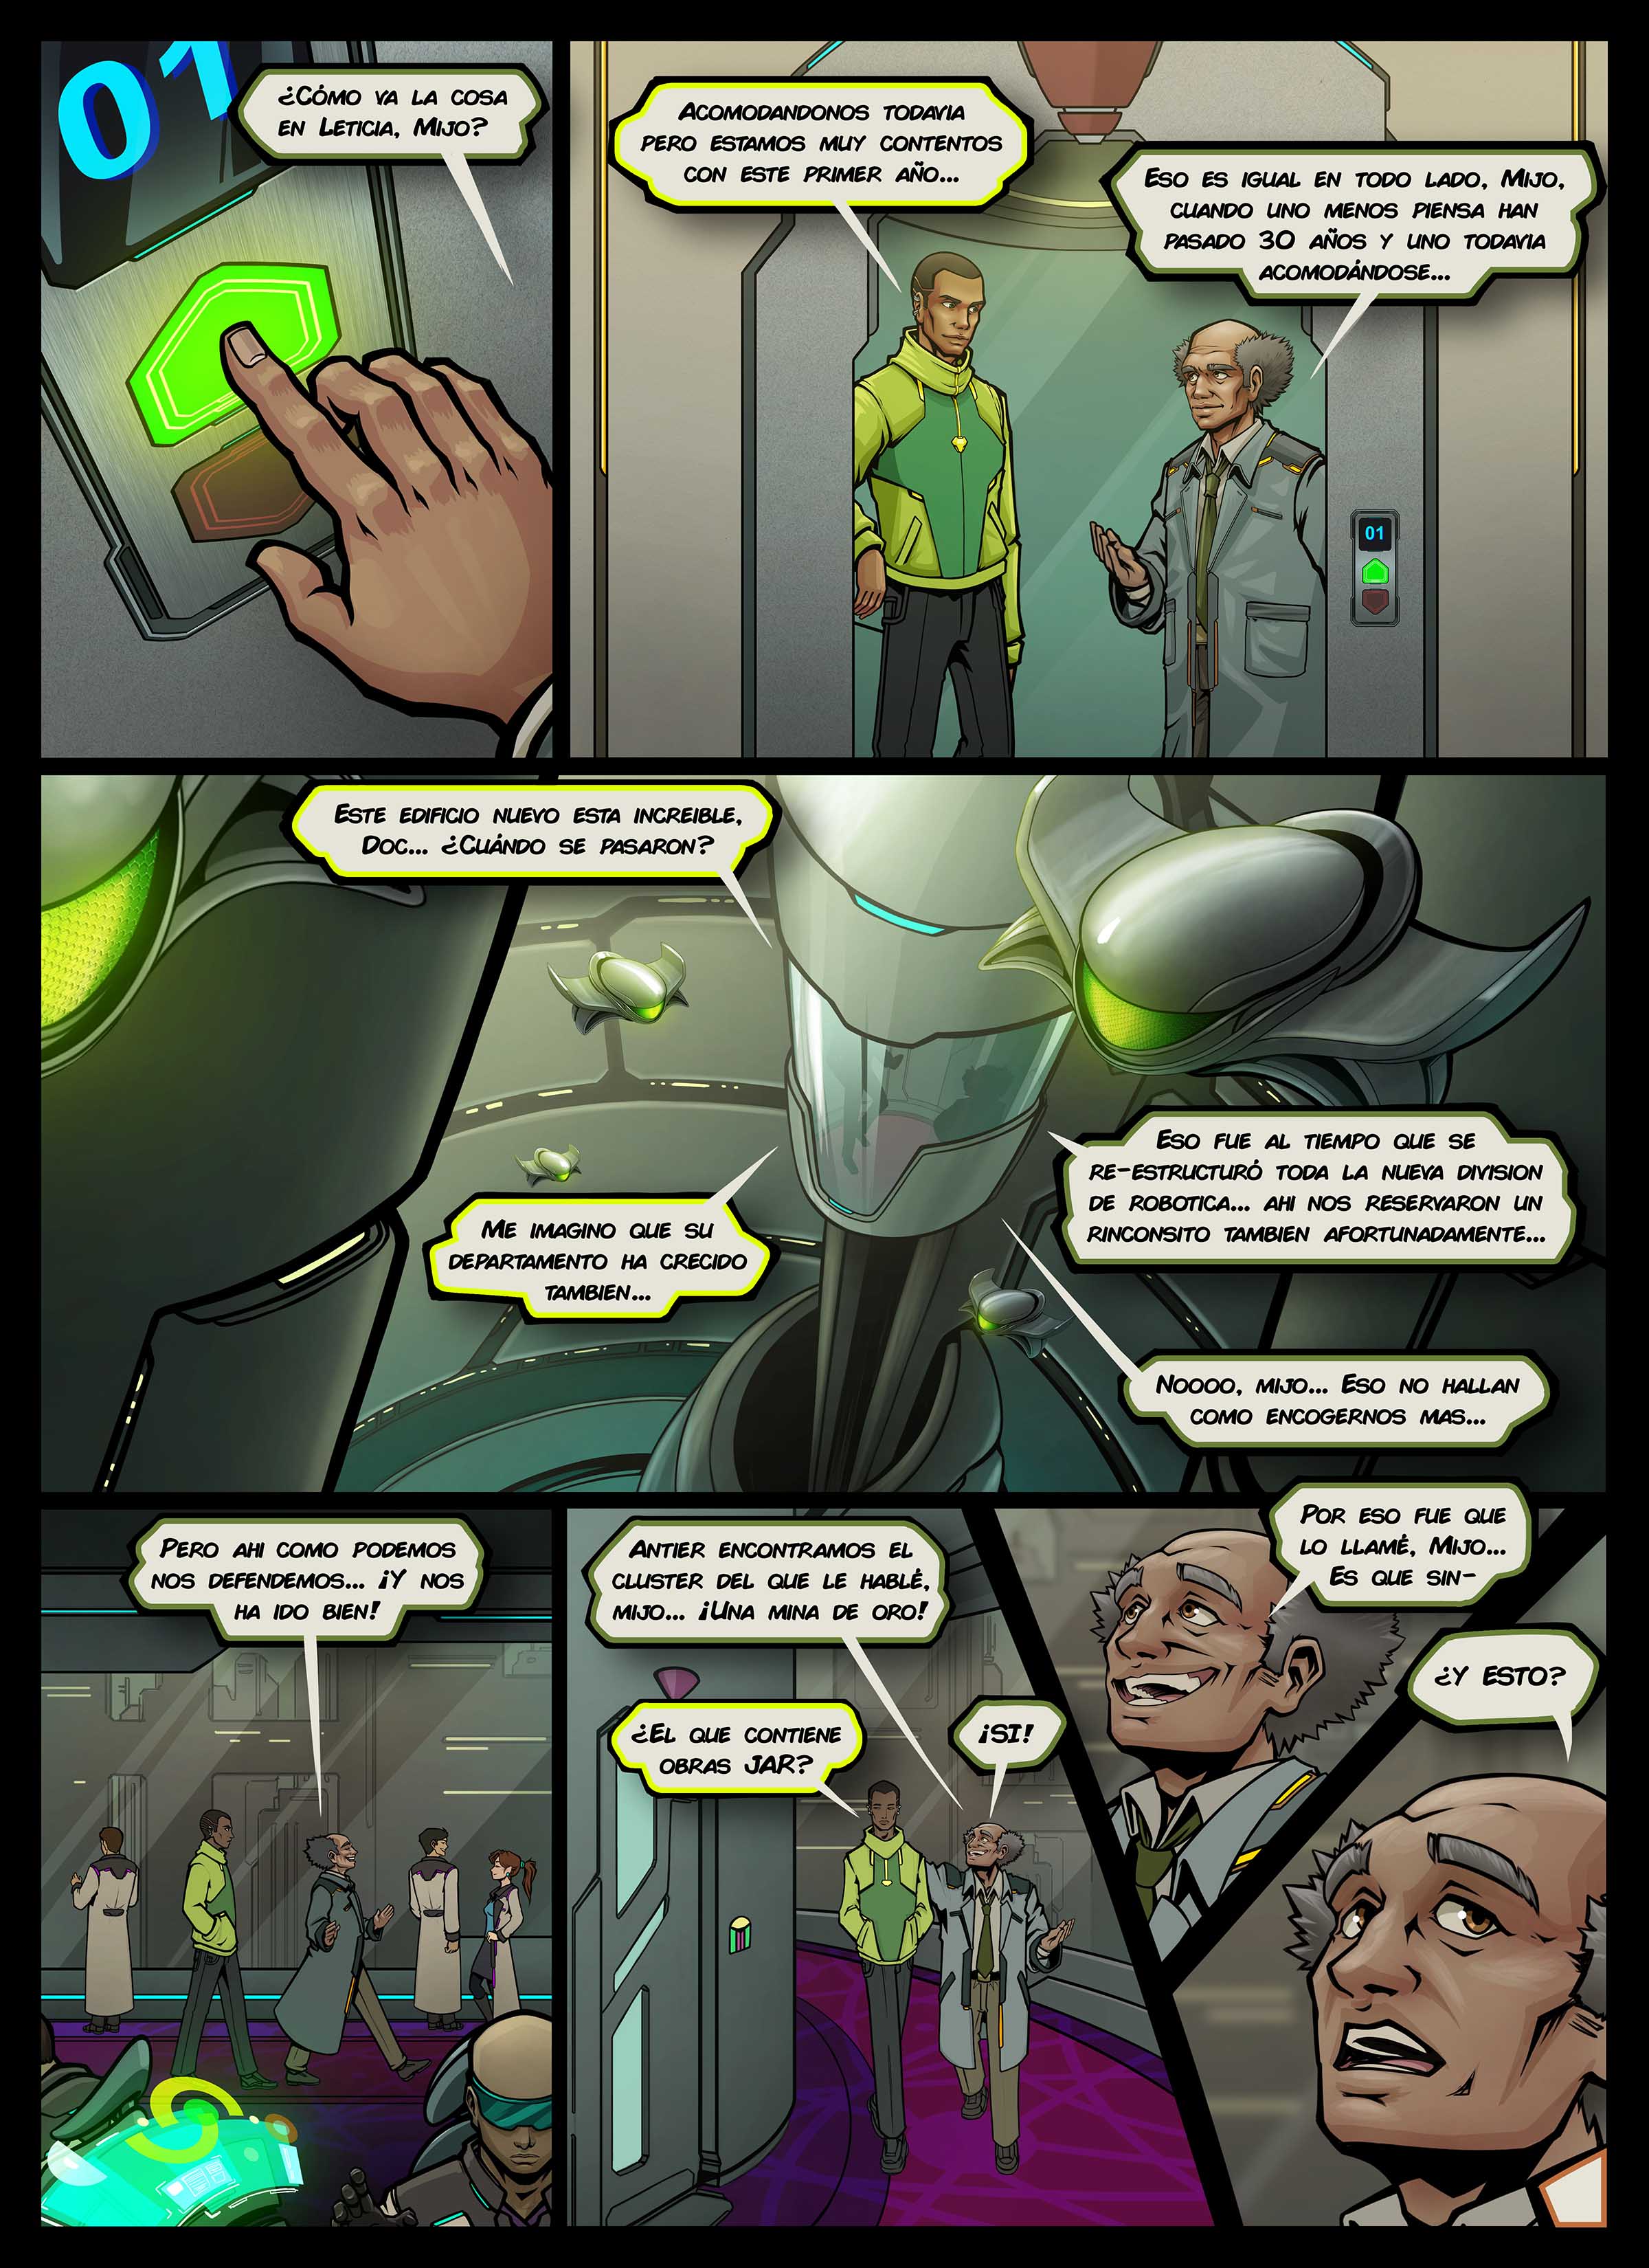 01
¿CÓMO VA LA COSA
EN LETICIA, MIJO?
ACOMODANDONOS TODAVIA
PERO ESTAMOS MUY CONTENTOS
CON ESTE PRIMER AÑO...
ESO ES IGUAL EN TODO LADO, MIJO,
CUANDO UNO MENOS PIENSA HAN
PASADO 30 AÑOS Y UNO TODAVIA
ACOMODÁNDOSE...
01
ESTE EDIFICIO NUEVO ESTA INCREIBLE,
DOC... ¿CUÁNDO SE PASARON?
ESO FUE AL TIEMPO QUE SE
RE-ESTRUCTURÓ TODA LA NUEVA DIVISION
DE ROBOTICA... AHI NOS RESERVARON UN
RINCONSITO TAMBIEN AFORTUNADAMENTE...
ME IMAGINO QUE SU
DEPARTAMENTO HA CRECIDO
TAMBIEN...
NOOOO, MIJO... ESO NO HALLAN
COMO ENCOGERNOS MAS...
PERO AHI COMO PODEMOS
NOS DEFENDEMOS... ¡Y NOS
HA IDO BIEN!
ANTIER ENCONTRAMOS EL
CLUSTER DEL QUE LE HABLÉ,
MIJO... ¡UNA MINA DE ORO!
¿EL QUE CONTIENE
OBRAS JAR?
¡SI!
POR ESO FUE QUE
LO LLAMÉ, MIJO...
ES QUE SIN-
¿Y ESTO?